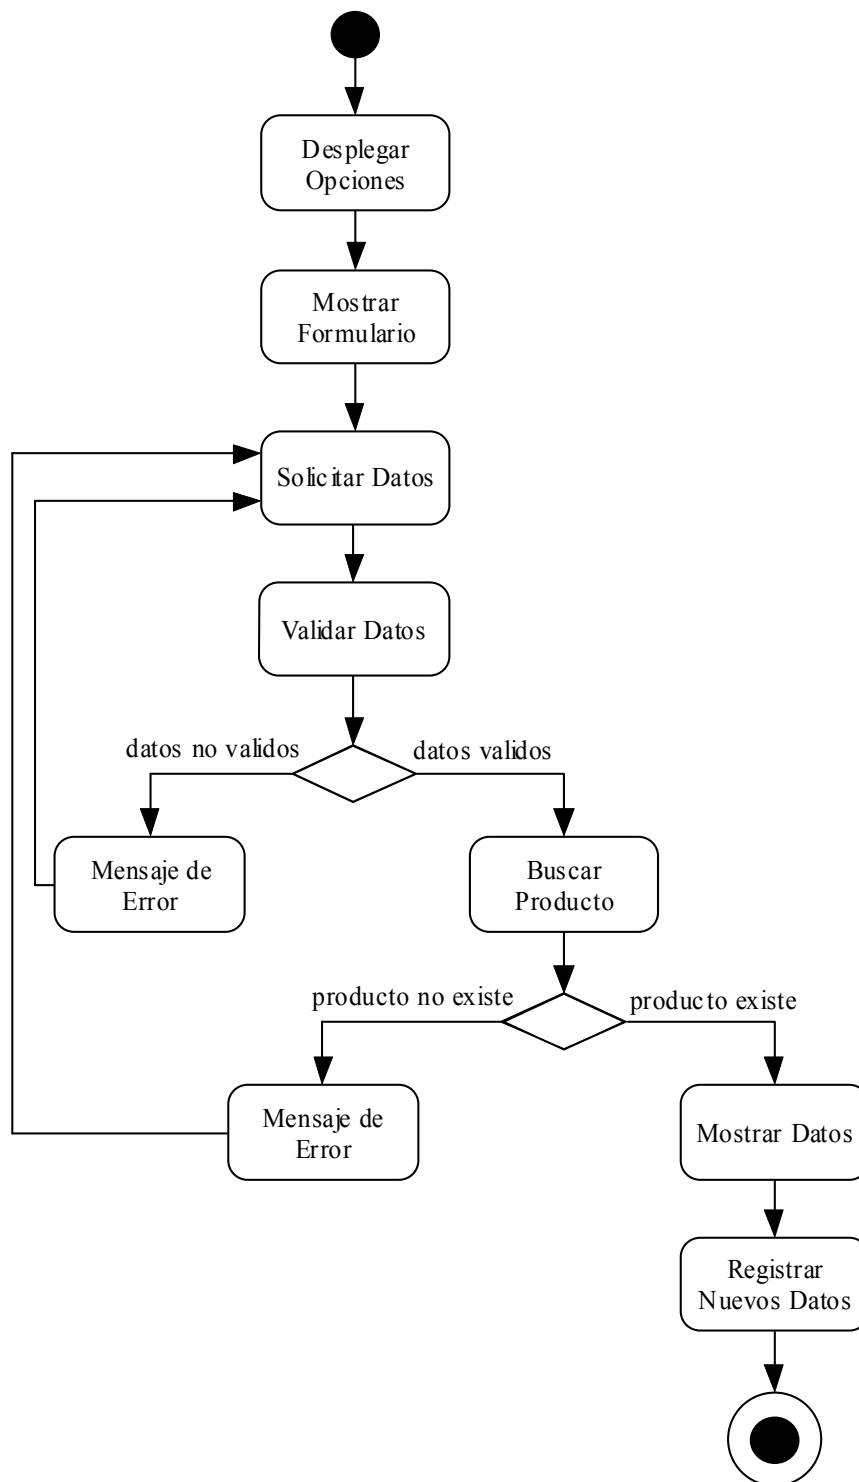 Desplegar
Opciones
Mostrar
Formulario
Solicitar Datos
Validar Datos
datos no validos
datos validos
Mensaje de
Error
Buscar
Producto
producto no existe
producto existe
Mensaje de
Error
Mostrar Datos
Registrar
Nuevos Datos